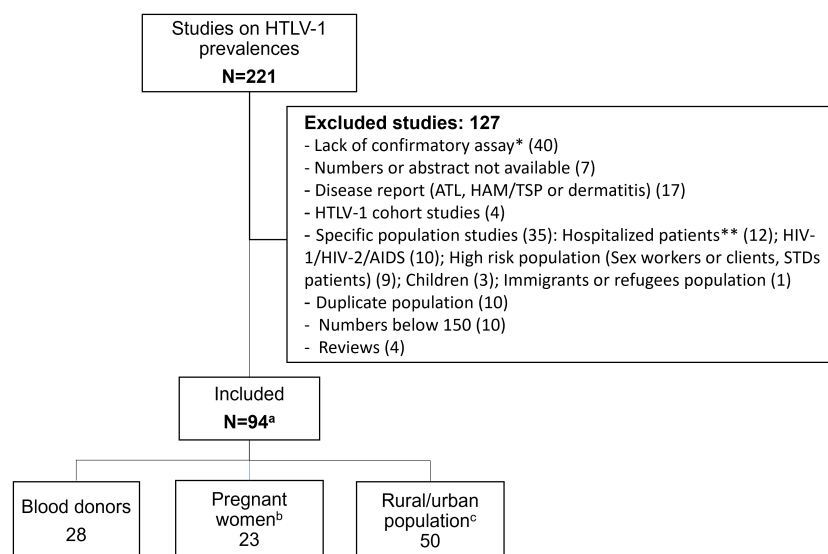 Studies on HTLV-1
prevalences
N=221
Excluded studies: 127
- Lack of confirmatory assay* (40)
- Numbers or abstract not available (7)
- Disease report (ATL, HAM/TSP or dermatitis) (17)
- HTLV-1 cohort studies (4)
- Specific population studies (35): Hospitalized patients** (12); HIV-
1/HIV-2/AIDS (10); High risk population (Sex workers or clients, STDs
patients) (9); Children (3); Immigrants or refugees population (1)
- Duplicate population (10)
- Numbers below 150 (10)
- Reviews (4)
Included
N=94ᵃ
Blood donors
28
Pregnant
womenᵇ
23
Rural/urban
populationᶜ
50